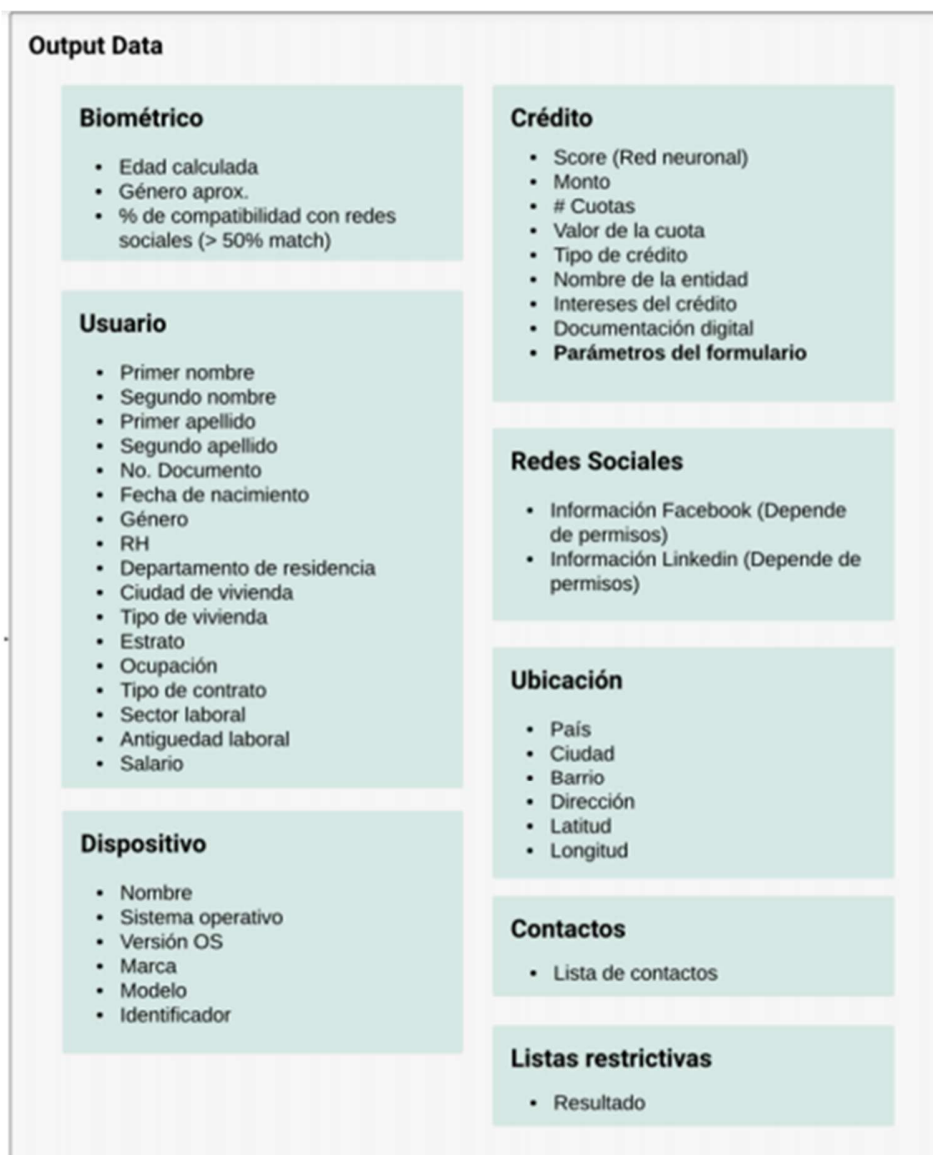 Output Data
Biométrico
• Edad calculada
• Género aprox.
• % de compatibilidad con redes
sociales (> 50% match)
Usuario
• Primer nombre
• Segundo nombre
• Primer apellido
• Segundo apellido
• No. Documento
• Fecha de nacimiento
• Género
• RH
• Departamento de residencia
• Ciudad de vivienda
• Tipo de vivienda
• Estrato
• Ocupación
• Tipo de contrato
• Sector laboral
• Antiguedad laboral
• Salario
Dispositivo
• Nombre
• Sistema operativo
• Versión OS
• Marca
• Modelo
• Identificador
Crédito
• Score (Red neuronal)
• Monto
• # Cuotas
• Valor de la cuota
• Tipo de crédito
• Nombre de la entidad
• Intereses del crédito
• Documentación digital
• Parámetros del formulario
Redes Sociales
• Información Facebook (Depende
de permisos)
• Información Linkedin (Depende de
permisos)
Ubicación
• País
• Ciudad
• Barrio
• Dirección
• Latitud
• Longitud
Contactos
• Lista de contactos
Listas restrictivas
• Resultado